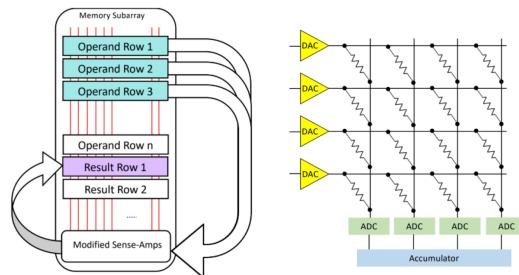 Memory Subarray
Operand Row 1
Operand Row 2
Operand Row 3
Operand Row n
Result Row 1
Result Row 2
.....
Modified Sense-Amps
DAC
DAC
DAC
DAC
ADC ADC ADC ADC
Accumulator